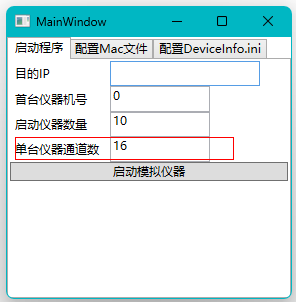 MainWindow
启动程序 配置Mac文件 配置DeviceInfo.ini
目的IP
首台仪器机号 0
启动仪器数量 10
单台仪器通道数 16
启动模拟仪器